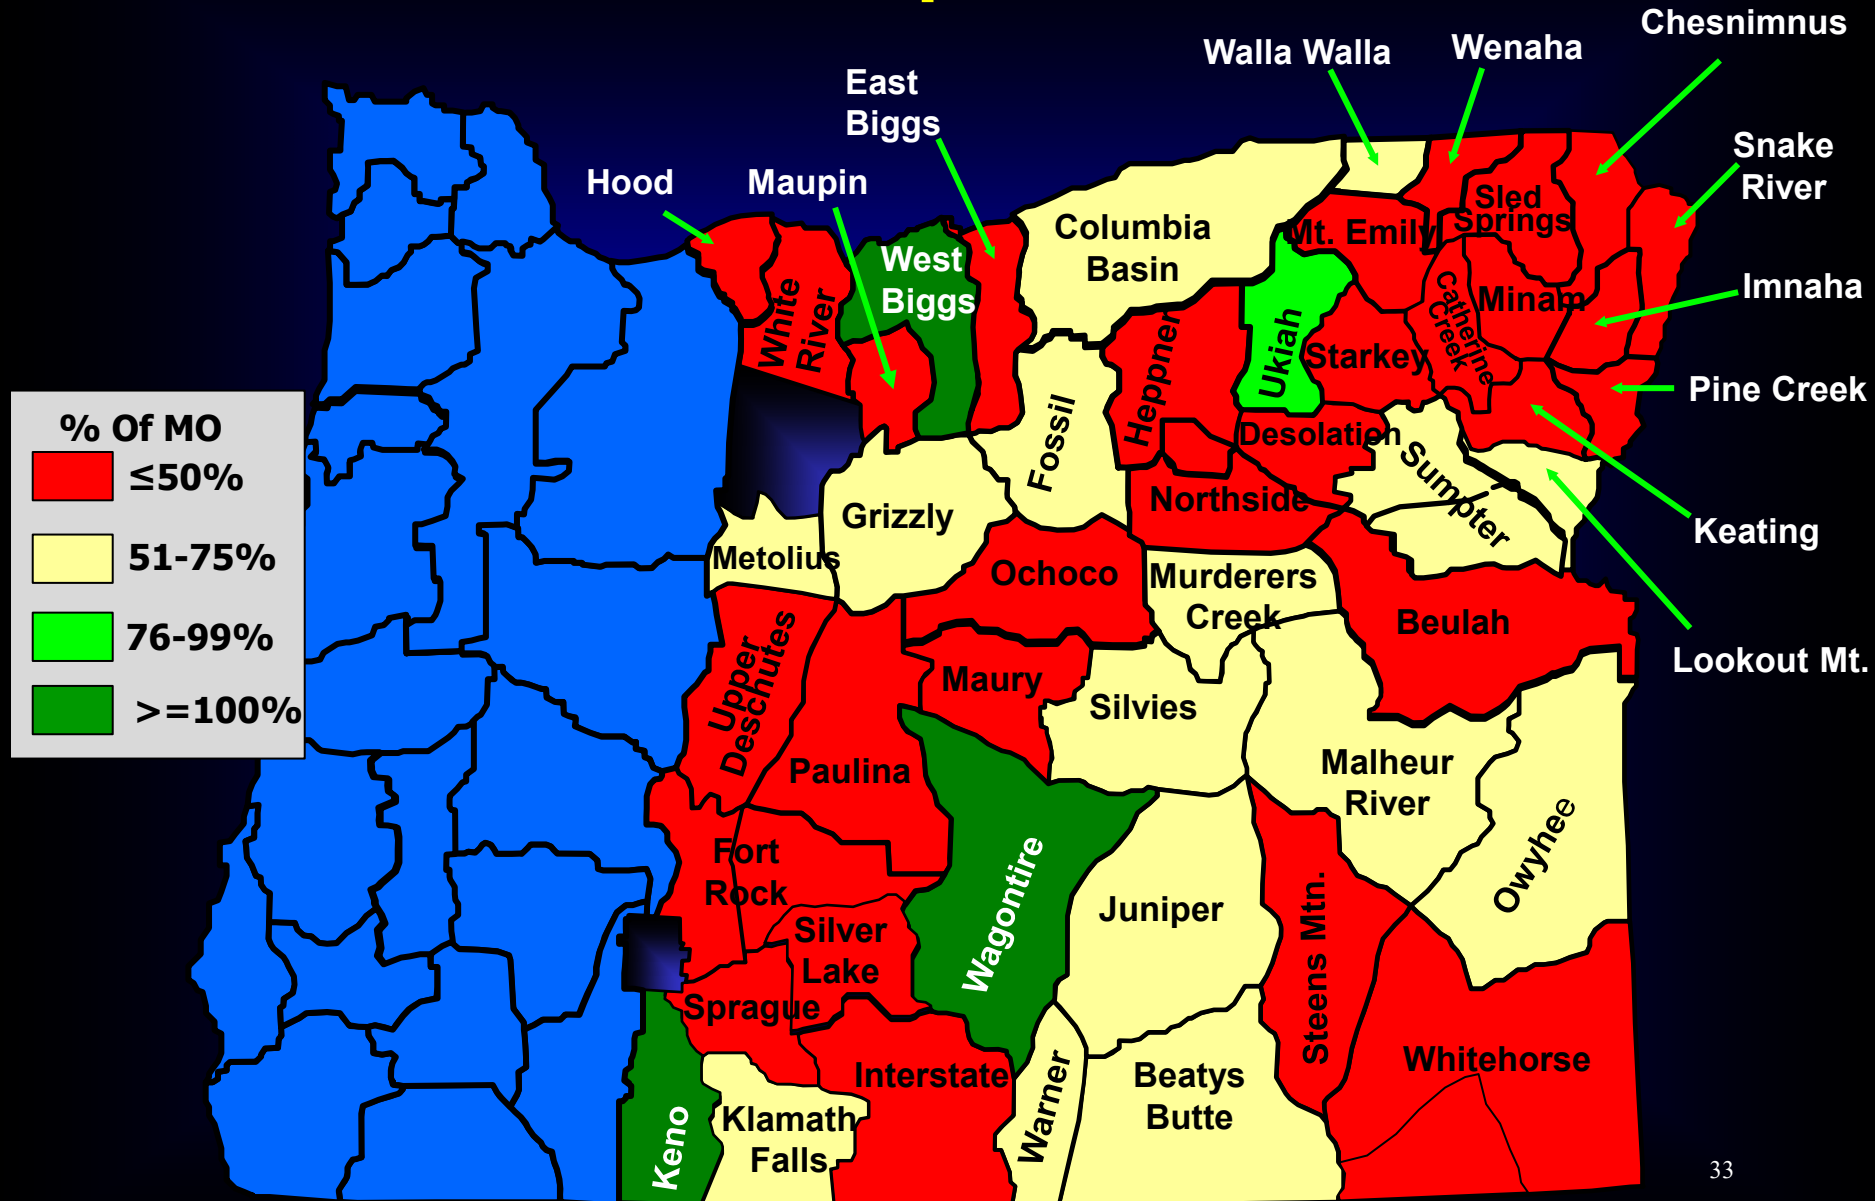 Chesnimnus
Walla Walla
Wenaha
East
Biggs
Snake
River
Hood
Maupin
Sled
Springs
Columbia
Basin
Mt. Emily
West
Biggs
White
River
Catherine
Creek
Minam
Imnaha
Heppner
Ukiah
Starkey
Pine Creek
Fossil
Desolation
Sumpter
% Of MO
≤50%
51-75%
76-99%
>=100%
Grizzly
Northside
Keating
Metolius
Ochoco
Murderers
Creek
Beulah
Lookout Mt.
Upper
Deschutes
Maury
Silvies
Paulina
Malheur
River
Owyhee
Fort
Rock
Wagontire
Juniper
Silver
Lake
Steens Mtn.
Sprague
Interstate
Whitehorse
Warner
Beatys
Butte
Keno
Klamath
Falls
33